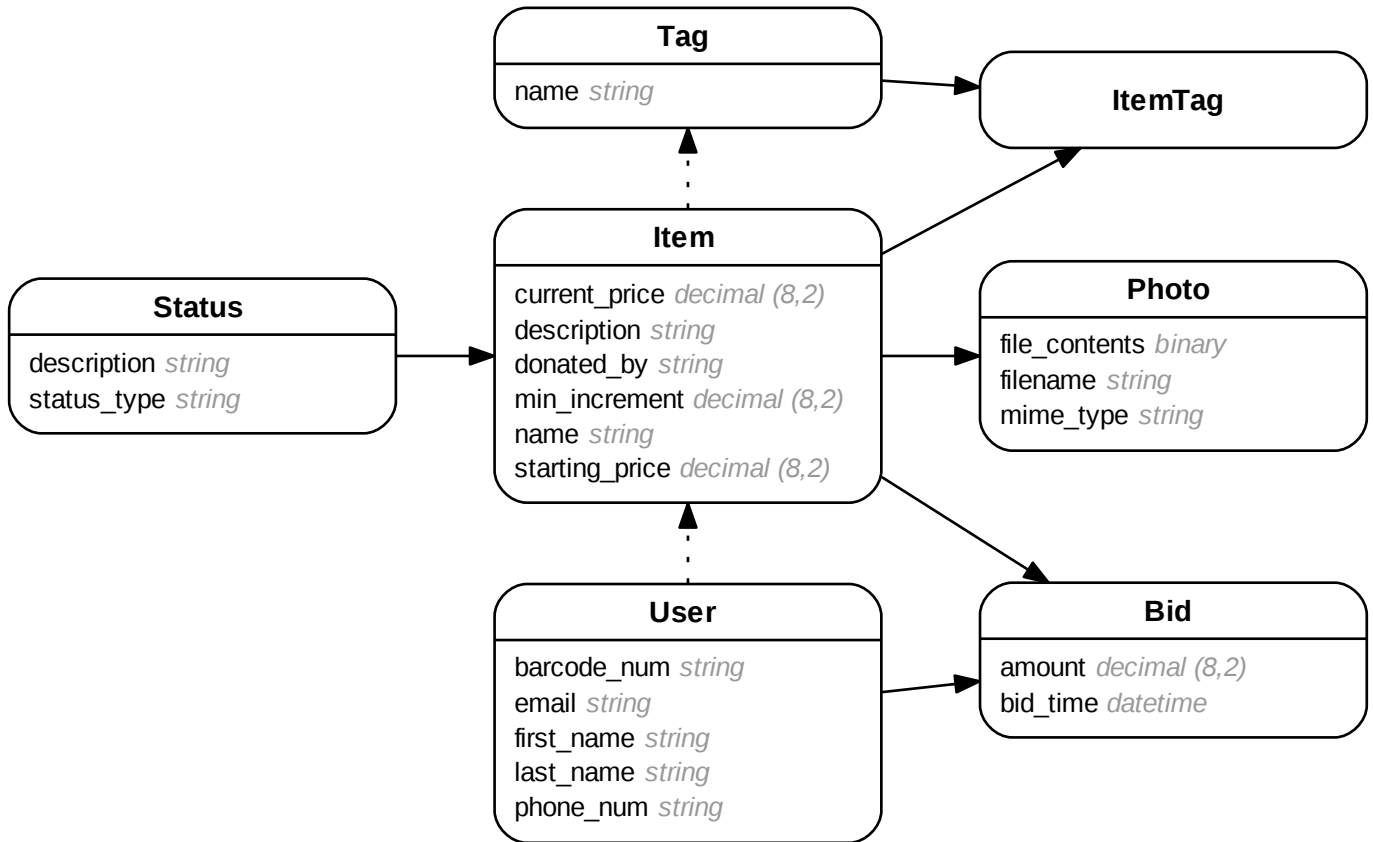 Tag
name string
ItemTag
Item
current_price decimal (8,2)
description string
donated_by string
min_increment decimal (8,2)
name string
starting_price decimal (8,2)
Status
description string
status_type string
Photo
file_contents binary
filename string
mime_type string
User
barcode_num string
email string
first_name string
last_name string
phone_num string
Bid
amount decimal (8,2)
bid_time datetime